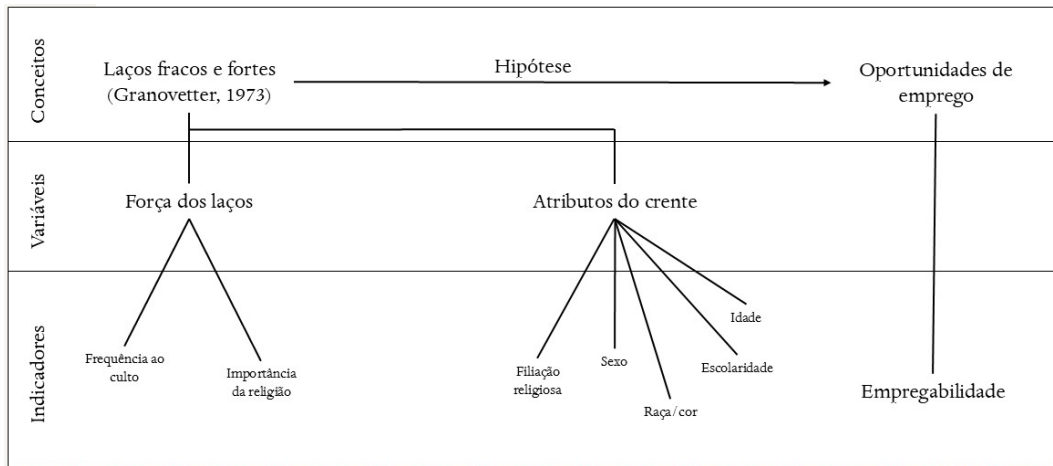 Conceitos
Laços fracos e fortes
(Granovetter, 1973)
Hipótese
Oportunidades de
emprego
Variáveis
Força dos laços
Atributos do crente
Indicadores
Frequência ao
culto
Importância
da religião
Filiação
religiosa
Sexo
Raça/cor
Escolaridade
Idade
Empregabilidade